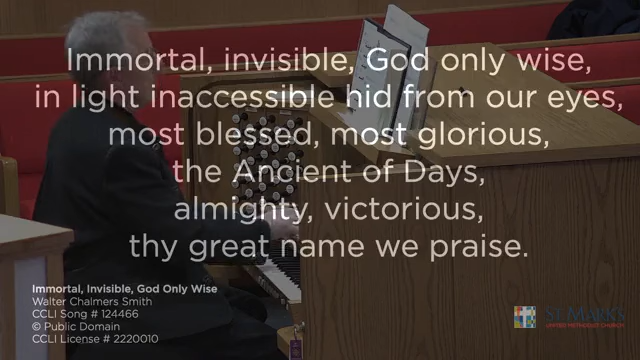 Immortal, invisible, God only wise,
in light inaccessible hid from our eyes,
most blessed, most glorious,
the Ancient of Days,
almighty, victorious,
thy great name we praise.
Immortal, Invisible, God Only Wise
Walter Chalmers Smith
CCLI Song # 124466
© Public Domain
CCLI License # 2220010
ST. MARKS
UNITED METHODIST CHURCH